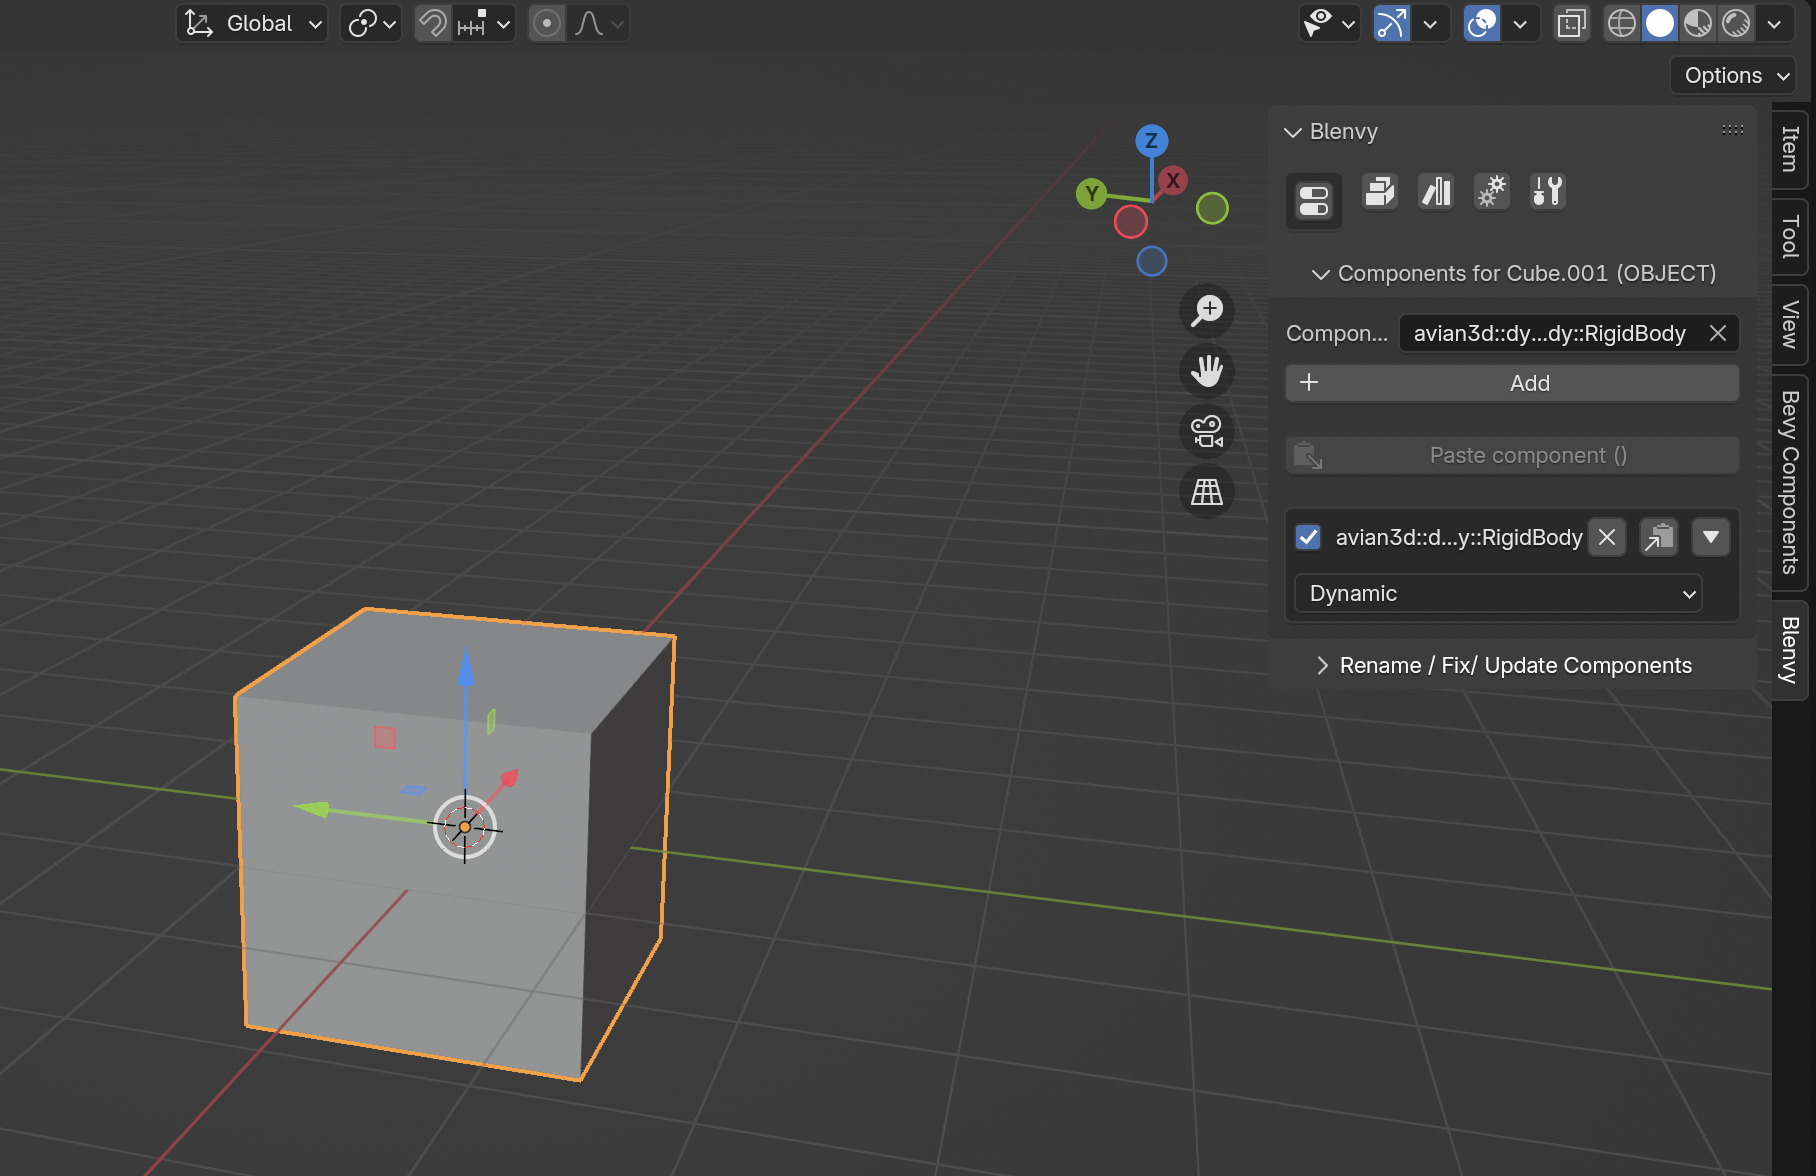 Global
Options
Blenvy
Z
X
Y
Components for Cube.001 (OBJECT)
Compon... avian3d::dy...dy::RigidBody
Add
Paste component ()
avian3d::d...y::RigidBody
Dynamic
Rename / Fix/ Update Components
Item
Tool
View
Bevy Components
Blenvy